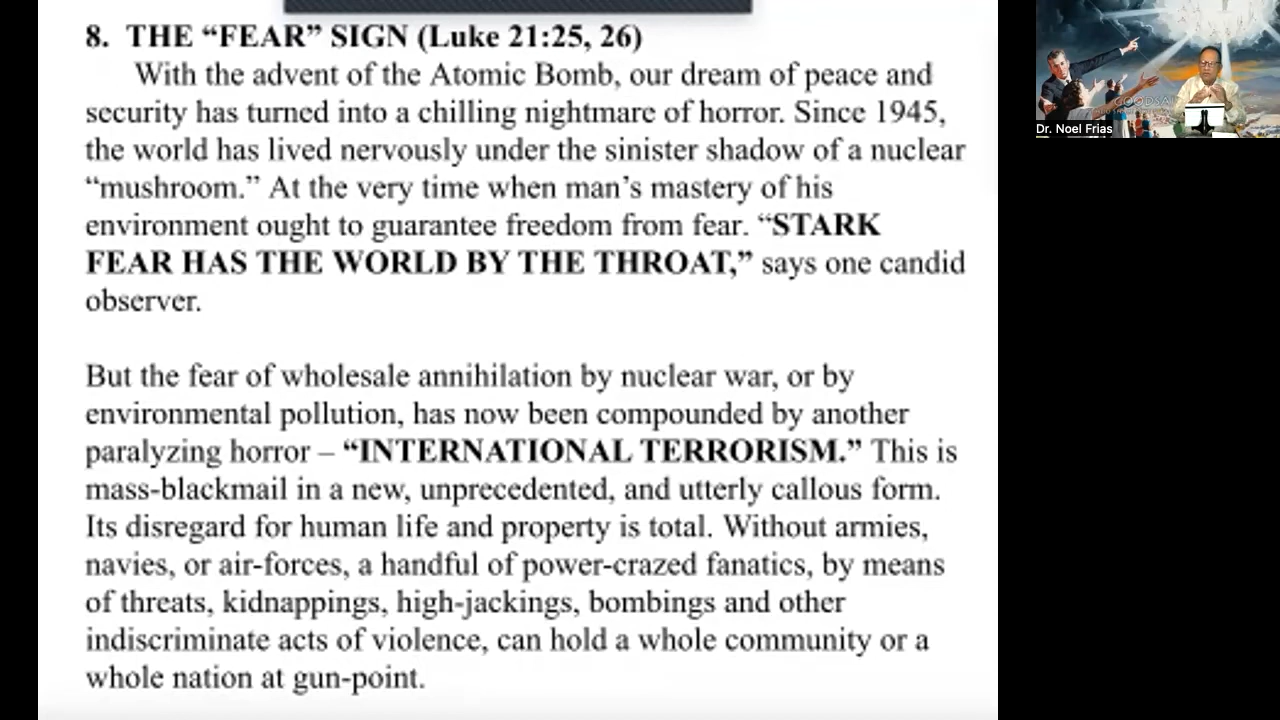 8. THE “FEAR” SIGN (Luke 21:25, 26)
With the advent of the Atomic Bomb, our dream of peace and
security has turned into a chilling nightmare of horror. Since 1945,
the world has lived nervously under the sinister shadow of a nuclear
“mushroom.” At the very time when man’s mastery of his
environment ought to guarantee freedom from fear. “STARK
FEAR HAS THE WORLD BY THE THROAT,” says one candid
observer.
But the fear of wholesale annihilation by nuclear war, or by
environmental pollution, has now been compounded by another
paralyzing horror – “INTERNATIONAL TERRORISM.” This is
mass-blackmail in a new, unprecedented, and utterly callous form.
Its disregard for human life and property is total. Without armies,
navies, or air-forces, a handful of power-crazed fanatics, by means
of threats, kidnappings, high-jackings, bombings and other
indiscriminate acts of violence, can hold a whole community or a
whole nation at gun-point.
Dr. Noel Frias